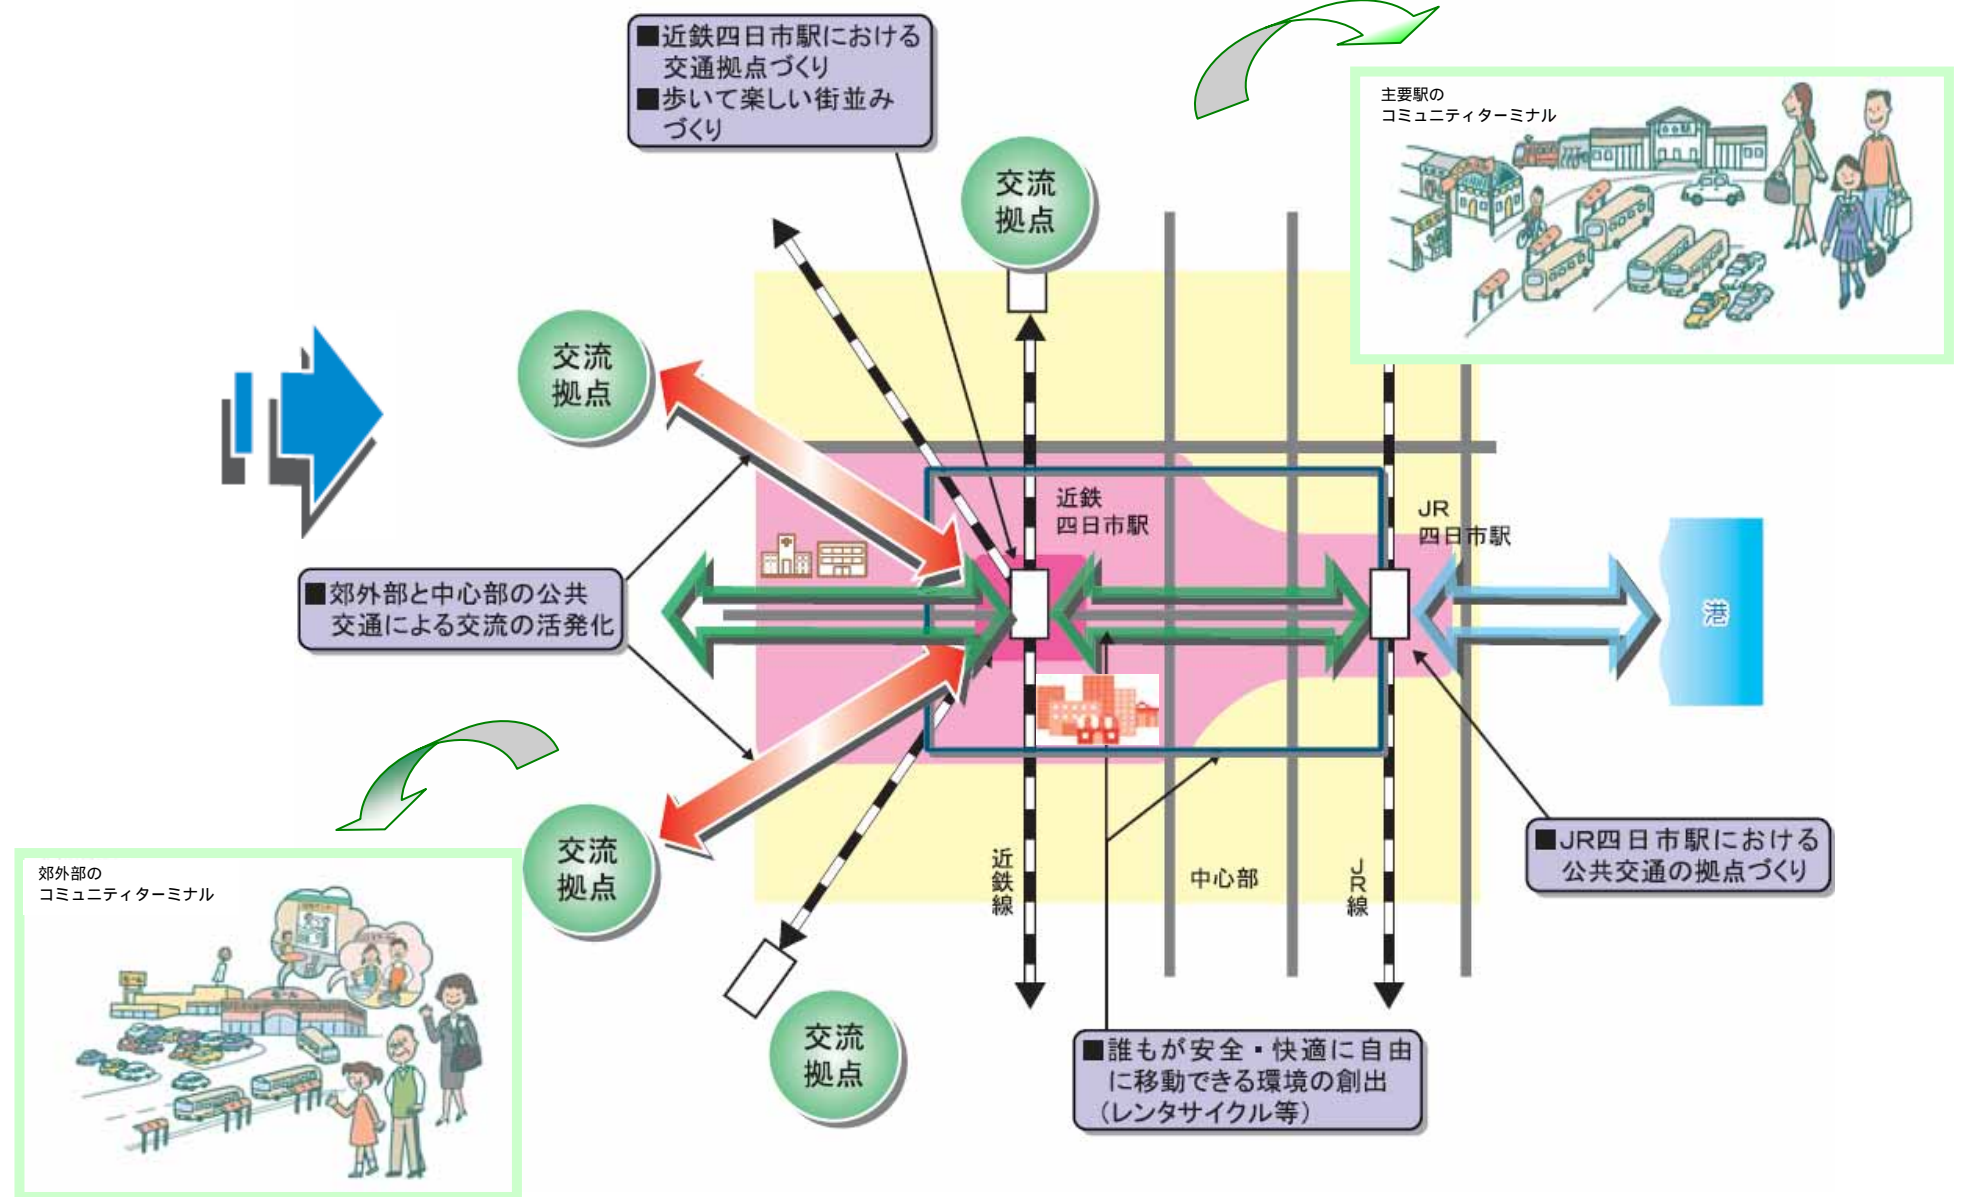 ■近鉄四日市駅における
交通拠点づくり
■歩いて楽しい街並み
づくり
主要駅の
コミュニティターミナル
交流
拠点
交流
拠点
近鉄
四日市駅
JR
四日市駅
■郊外部と中心部の公共
交通による交流の活発化
港
交流
拠点
近鉄線
中心部
JR線
■JR四日市駅における
公共交通の拠点づくり
郊外部の
コミュニティターミナル
交流
拠点
■誰もが安全・快適に自由
に移動できる環境の創出
(レンタサイクル等)